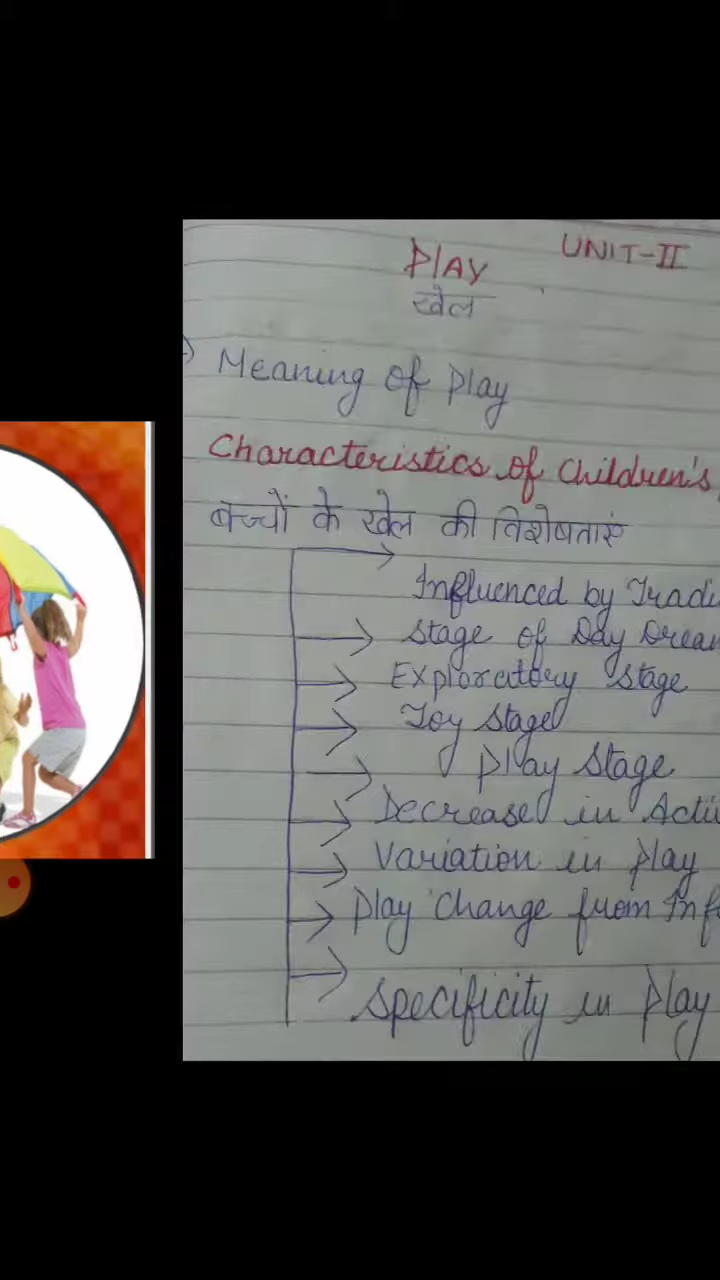 UNIT-II
PLAY
खेल
Meaning of Play
Characteristics of Children's
बच्चों के खेल की विशेषताएं
Influenced by
Stage of Day
Exploratory Stage
Toy Stage
Play Stage
Decrease in
Variation in Play
Play Change from
Specificity in Play